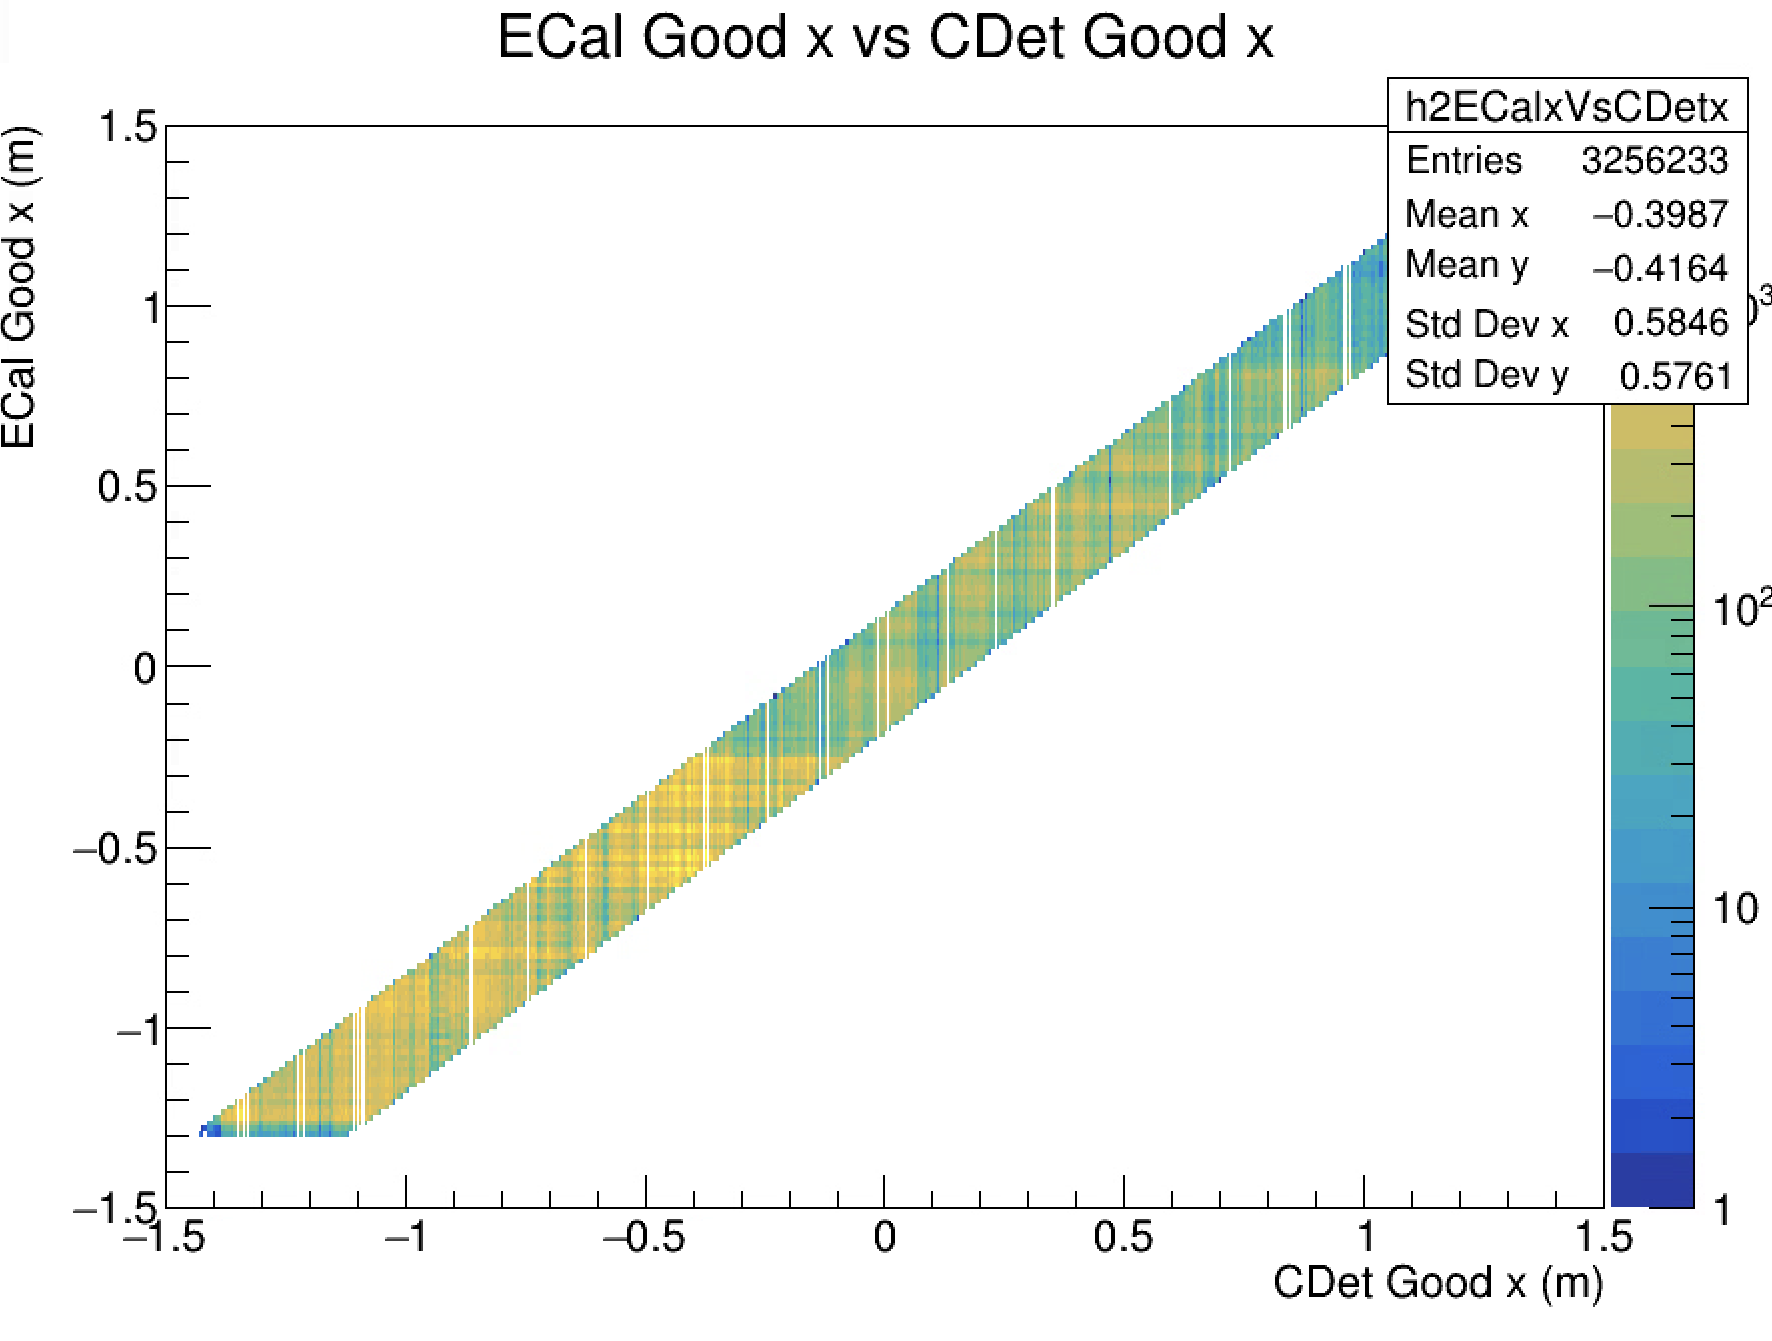 ECal Good x vs CDet Good x
h2ECalxVsCDetx
Entries 3256233
Mean x −0.3987
Mean y −0.4164
Std Dev x 0.5846
Std Dev y 0.5761
ECal Good x (m)
1.5
1
0.5
0
−0.5
−1
−1.5
−1.5 −1 −0.5 0 0.5 1 1.5
CDet Good x (m)
10²
10
1